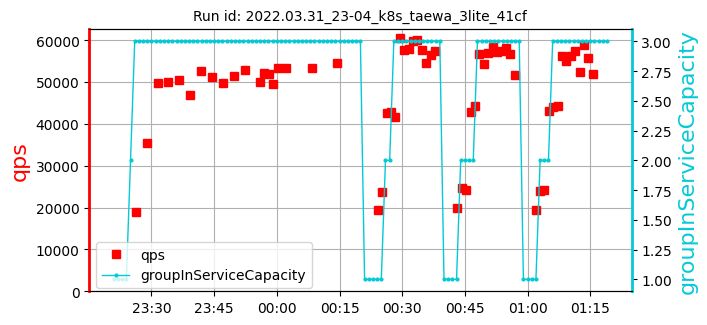 Run id: 2022.03.31_23-04_k8s_taewa_3lite_41cf
60000
50000
40000
30000
20000
10000
0
qps
3.00
2.75
2.50
2.25
2.00
1.75
1.50
1.25
1.00
groupInServiceCapacity
qps
groupInServiceCapacity
23:30 23:45 00:00 00:15 00:30 00:45 01:00 01:15